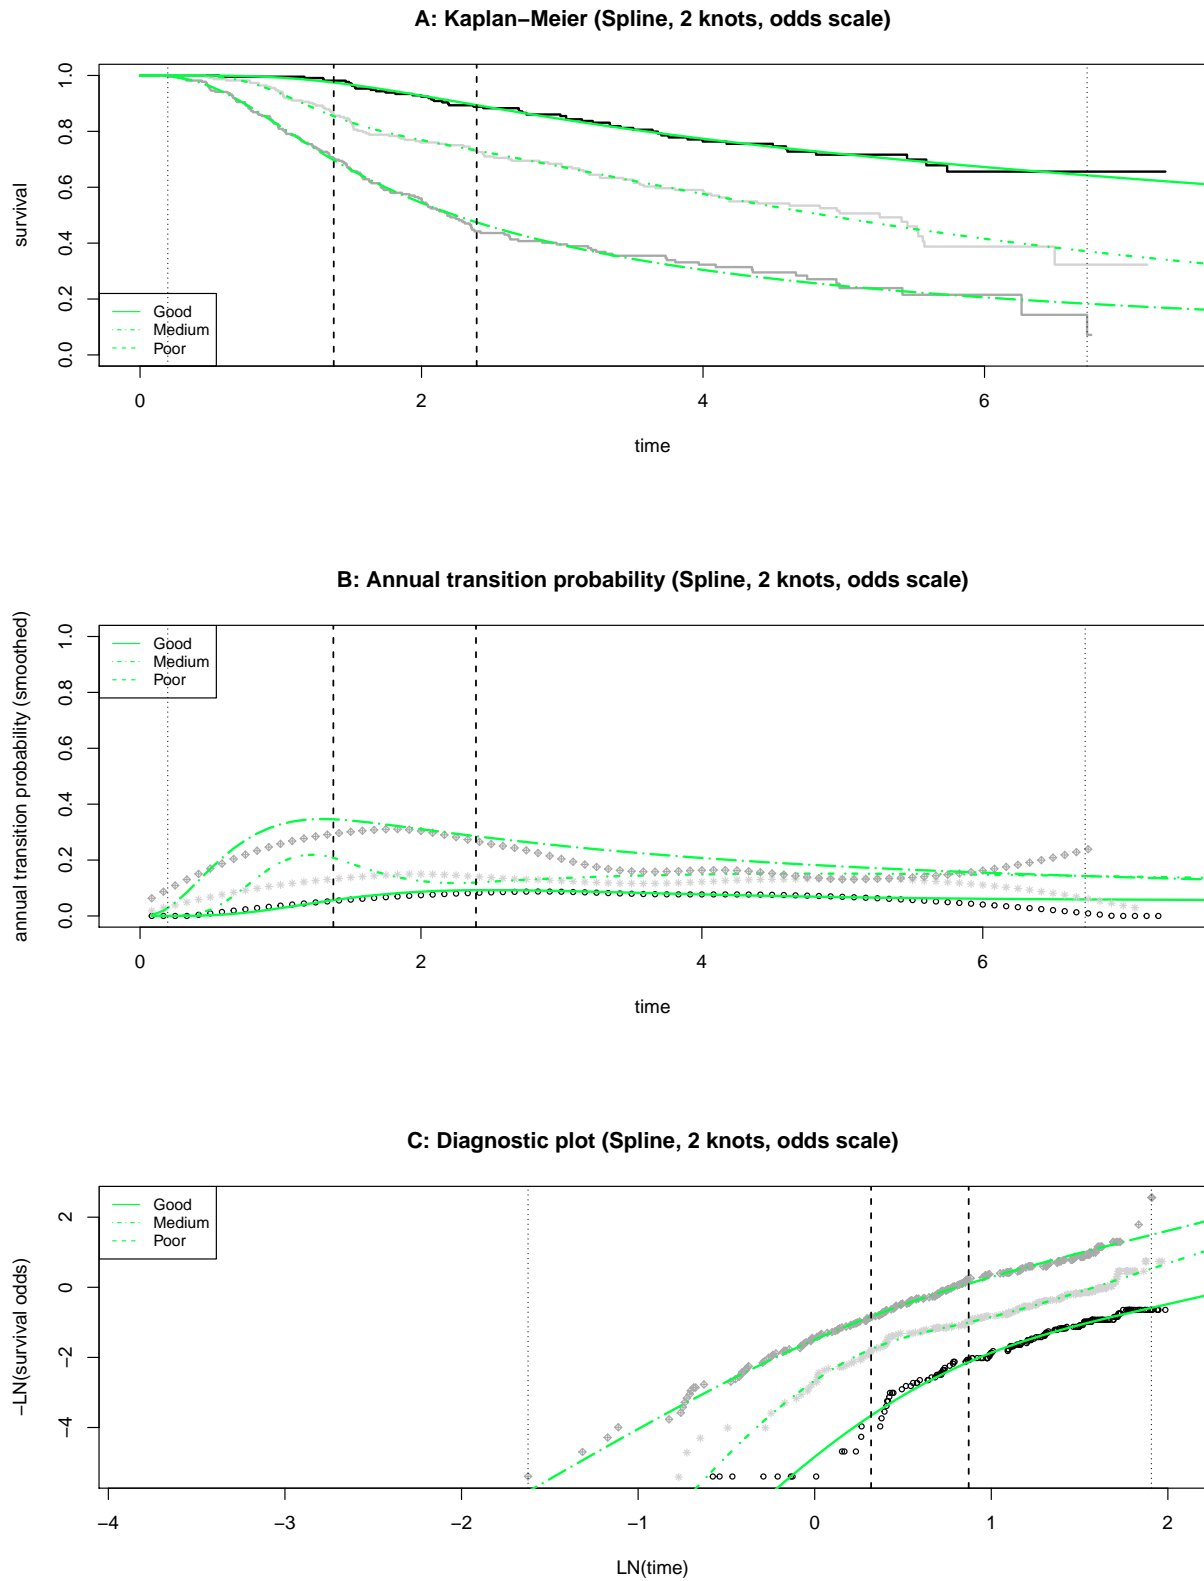 A: Kaplan−Meier (Spline, 2 knots, odds scale)
survival
0.0 0.2 0.4 0.6 0.8 1.0
Good
Medium
Poor
0 2 4 6
time
B: Annual transition probability (Spline, 2 knots, odds scale)
annual transition probability (smoothed)
0.0 0.2 0.4 0.6 0.8 1.0
Good
Medium
Poor
0 2 4 6
time
C: Diagnostic plot (Spline, 2 knots, odds scale)
−LN(survival odds)
−4 −2 0 2
Good
Medium
Poor
−4 −3 −2 −1 0 1 2
LN(time)